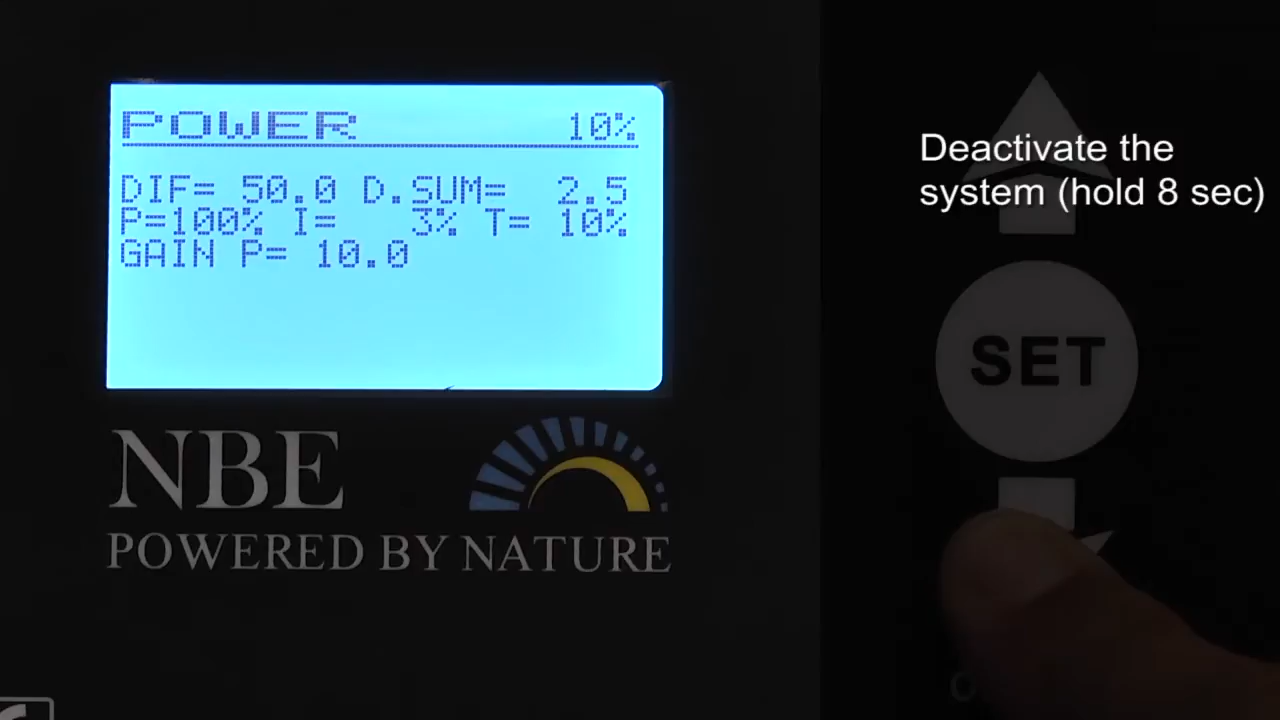 POWER 10%
DIF= 50.0 D.SUM= 2.5
P=100% I= 3% T= 10%
GAIN P= 10.0
Deactivate the
system (hold 8 sec)
SET
NBE
POWERED BY NATURE